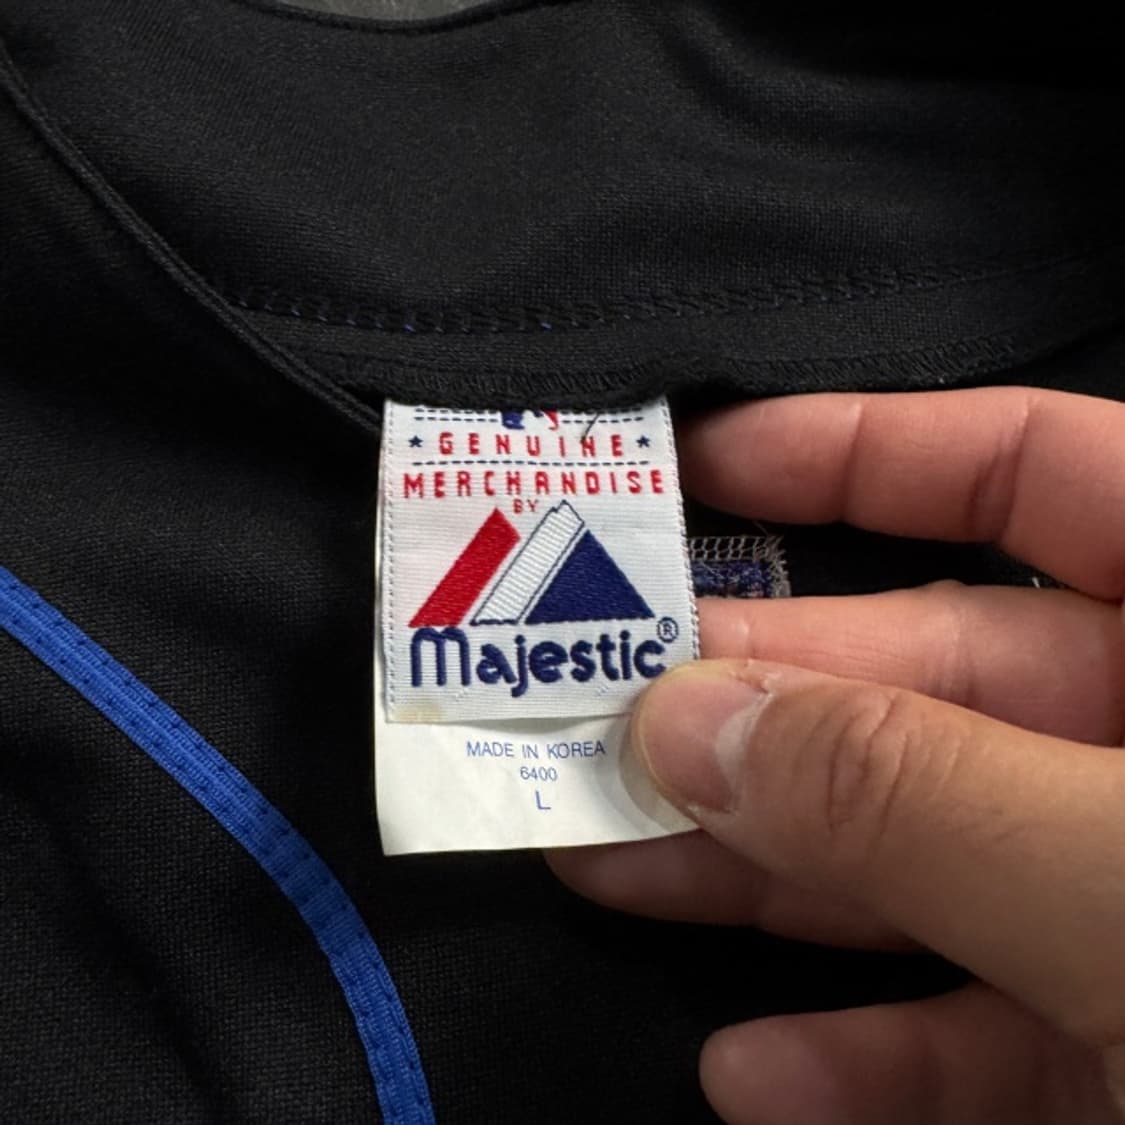 ★ GENUINE ★
MERCHANDISE
BY
Majestic®
MADE IN KOREA
6400
L